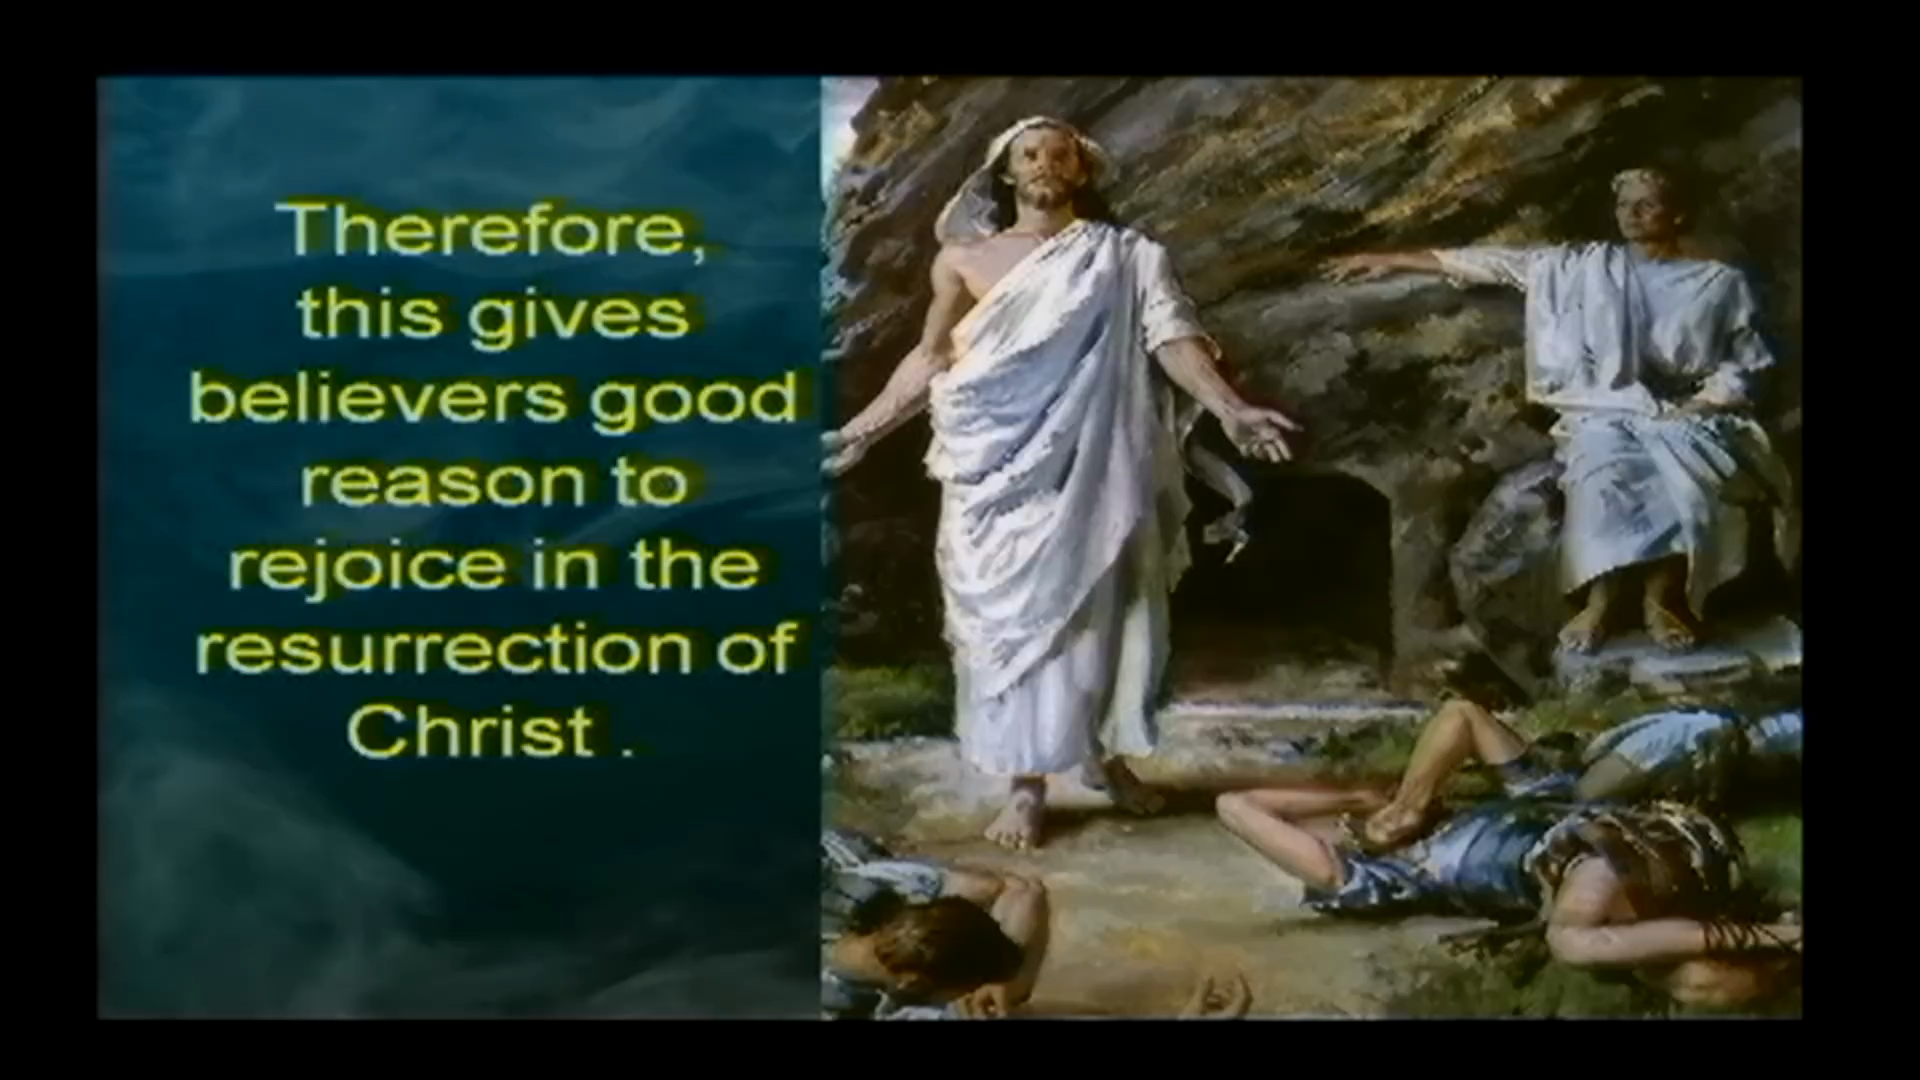 Therefore,
this gives
believers good
reason to
rejoice in the
resurrection of
Christ .